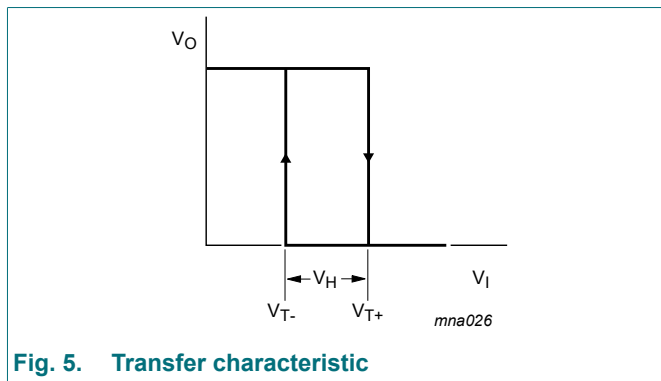 VO
VH
VI
VT-
VT+
mna026
Fig. 5. Transfer characteristic